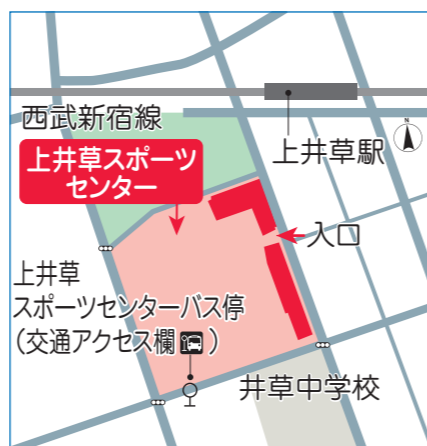 西武新宿線
上井草スポーツ
センター
上井草駅
N
入口
上井草
スポーツセンターバス停
(交通アクセス欄 )
井草中学校